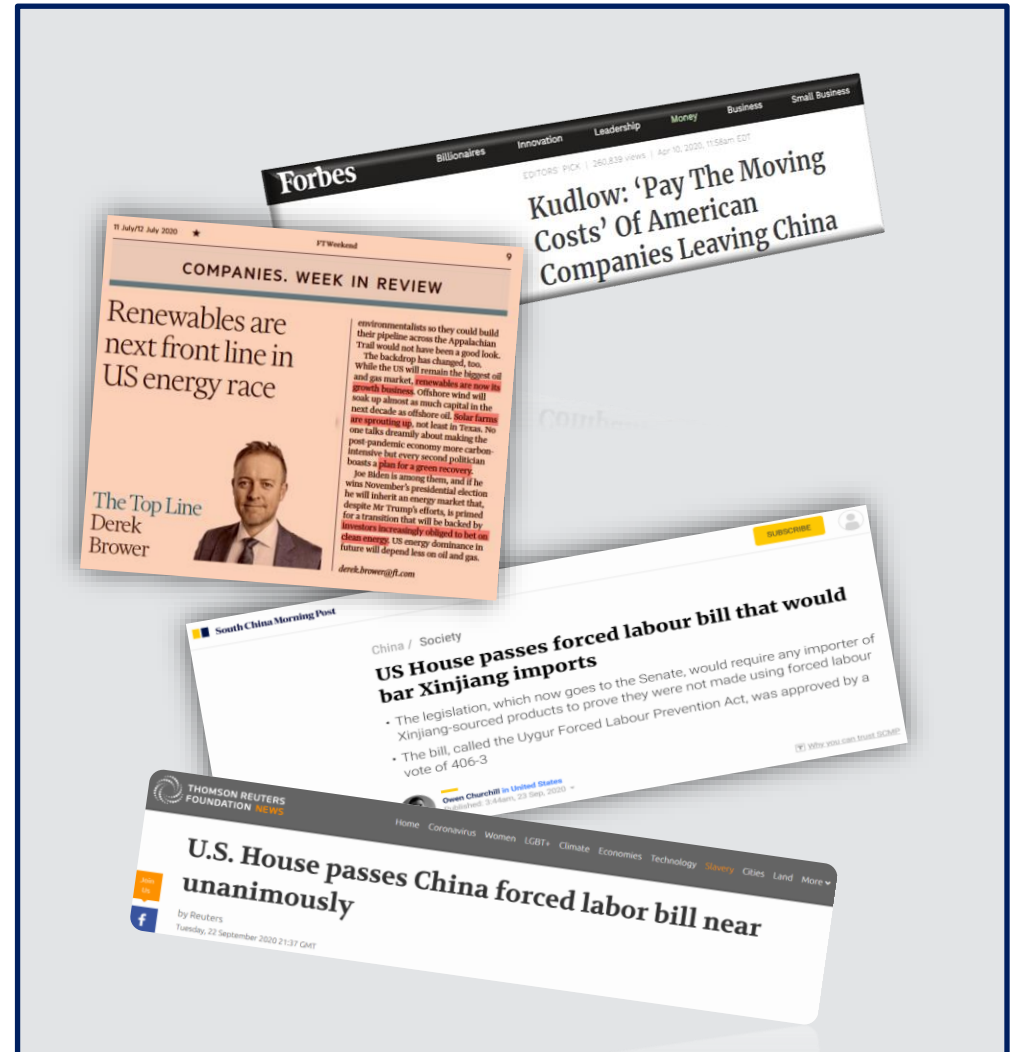 Forbes
Billionaires Innovation Leadership Money Business Small Business
EDITORS' PICK | 260,839 views | Apr 10, 2020, 11:58am EDT
Kudlow: ‘Pay The Moving
Costs’ Of American
Companies Leaving China
11 July/12 July 2020 ★ FTWeekend 9
COMPANIES. WEEK IN REVIEW
Renewables are
next front line in
US energy race
The Top Line
Derek
Brower
environmentalists so they could build
their pipeline across the Appalachian
Trail would not have been a good look.
The backdrop has changed, too.
While the US will remain the biggest oil
and gas market, renewables are now its
growth business. Offshore wind will
soak up almost as much capital in the
next decade as offshore oil. Solar farms
are sprouting up, not least in Texas. No
one talks dreamily about making the
post-pandemic economy more carbon-
intensive but every second politician
boasts a plan for a green recovery.
Joe Biden is among them, and if he
wins November's presidential election
he will inherit an energy market that,
despite Mr Trump's efforts, is primed
for a transition that will be backed by
investors increasingly obliged to bet on
clean energy. US energy dominance in
future will depend less on oil and gas.
derek.brower@ft.com
SUBSCRIBE
South China Morning Post
China / Society
US House passes forced labour bill that would
bar Xinjiang imports
• The legislation, which now goes to the Senate, would require any importer of
Xinjiang-sourced products to prove they were not made using forced labour
• The bill, called the Uygur Forced Labour Prevention Act, was approved by a
vote of 406-3
Why you can trust SCMP
Owen Churchill in United States
Published: 3:44am, 23 Sep, 2020
THOMSON REUTERS
FOUNDATION NEWS
Home Coronavirus Women LGBT+ Climate Economies Technology Slavery Cities Land More
Join
Us
f
U.S. House passes China forced labor bill near
unanimously
by Reuters
Tuesday, 22 September 2020 21:37 GMT